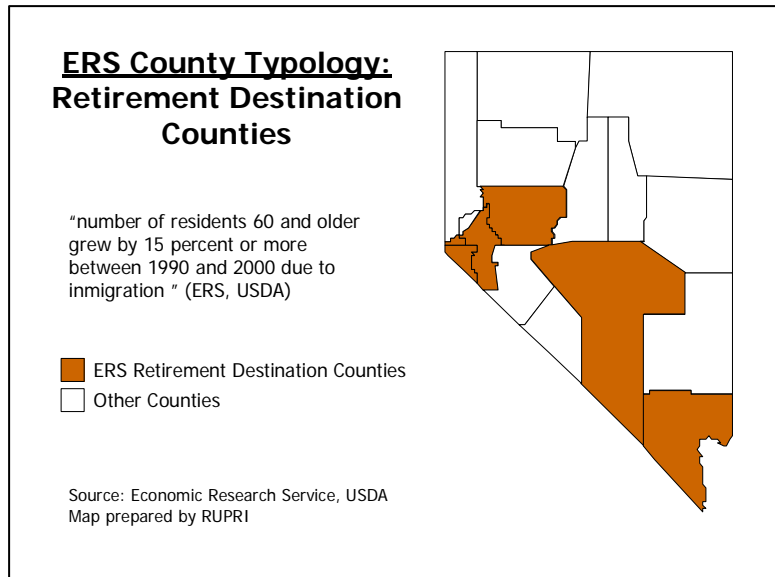 ERS County Typology:
Retirement Destination
Counties
"number of residents 60 and older
grew by 15 percent or more
between 1990 and 2000 due to
inmigration " (ERS, USDA)
ERS Retirement Destination Counties
Other Counties
Source: Economic Research Service, USDA
Map prepared by RUPRI